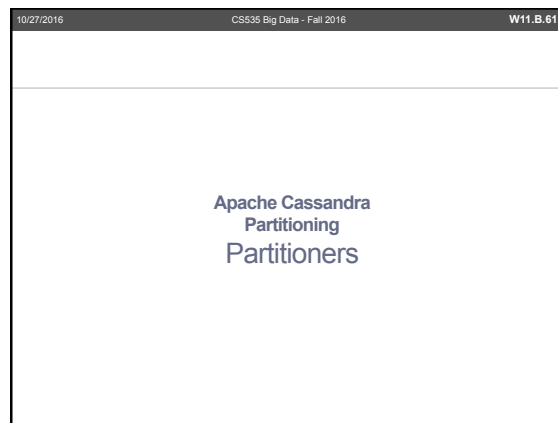 10/27/2016 CS535 Big Data - Fall 2016 W11.B.61
Apache Cassandra
Partitioning
Partitioners